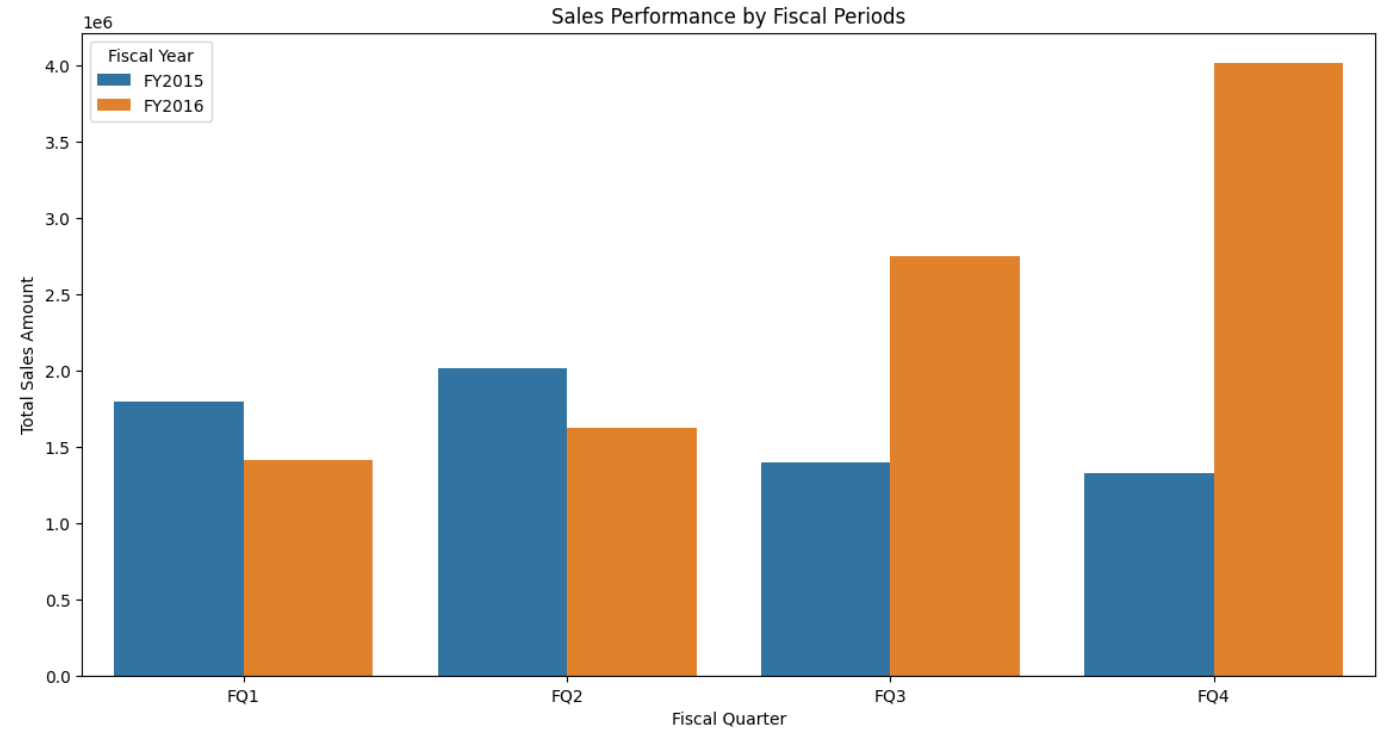 Sales Performance by Fiscal Periods
1e6
Fiscal Year
FY2015
FY2016
4.0
3.5
3.0
2.5
2.0
1.5
1.0
0.5
0.0
Total Sales Amount
FQ1 FQ2 FQ3 FQ4
Fiscal Quarter